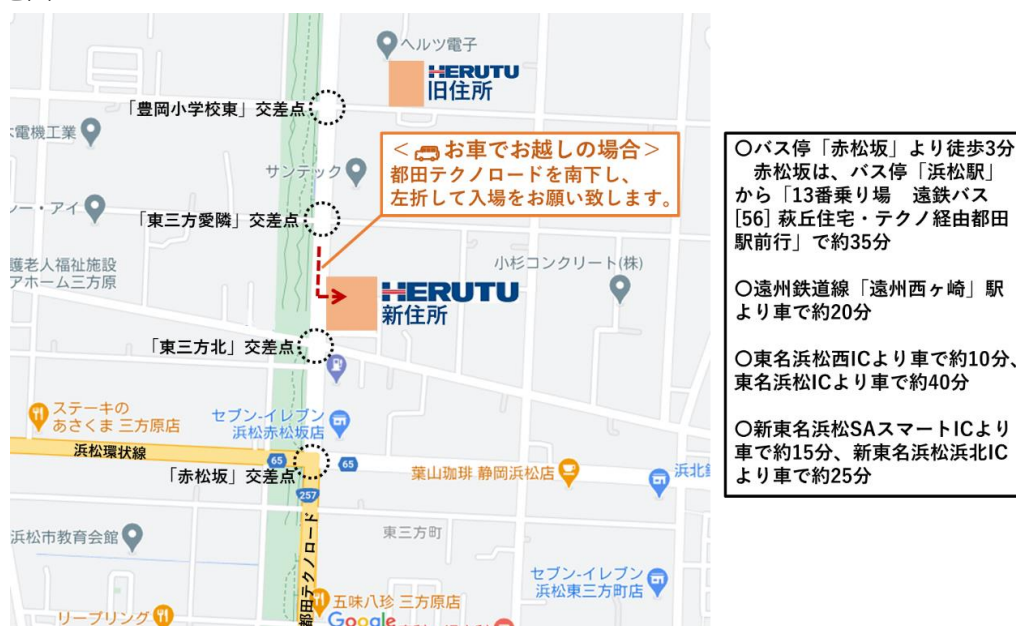 ヘルツ電子
HERUTU
旧住所
「豊岡小学校東」交差点
電機工業
＜お車でお越しの場合＞
都田テクノロードを南下し、
左折して入場をお願い致します。
サンテック
ー・アイ
「東三方愛隣」交差点
護老人福祉施設
アホーム三方原
小杉コンクリート(株)
HERUTU
新住所
「東三方北」交差点
ステーキの
あさくま 三方原店
セブン-イレブン
浜松赤松坂店
浜松環状線
65
65
「赤松坂」交差点
葉山珈琲 静岡浜松店
浜北
257
浜松市教育会館
東三方町
都田テクノロード
セブン-イレブン
浜松東三方町店
五味八珍 三方原店
リーブリング
Google
〇バス停「赤松坂」より徒歩3分
赤松坂は、バス停「浜松駅」
から「13番乗り場　遠鉄バス
[56] 萩丘住宅・テクノ経由都田
駅前行」で約35分
〇遠州鉄道線「遠州西ヶ崎」駅
より車で約20分
〇東名浜松西ICより車で約10分、
東名浜松ICより車で約40分
〇新東名浜松SAスマートICより
車で約15分、新東名浜松浜北IC
より車で約25分